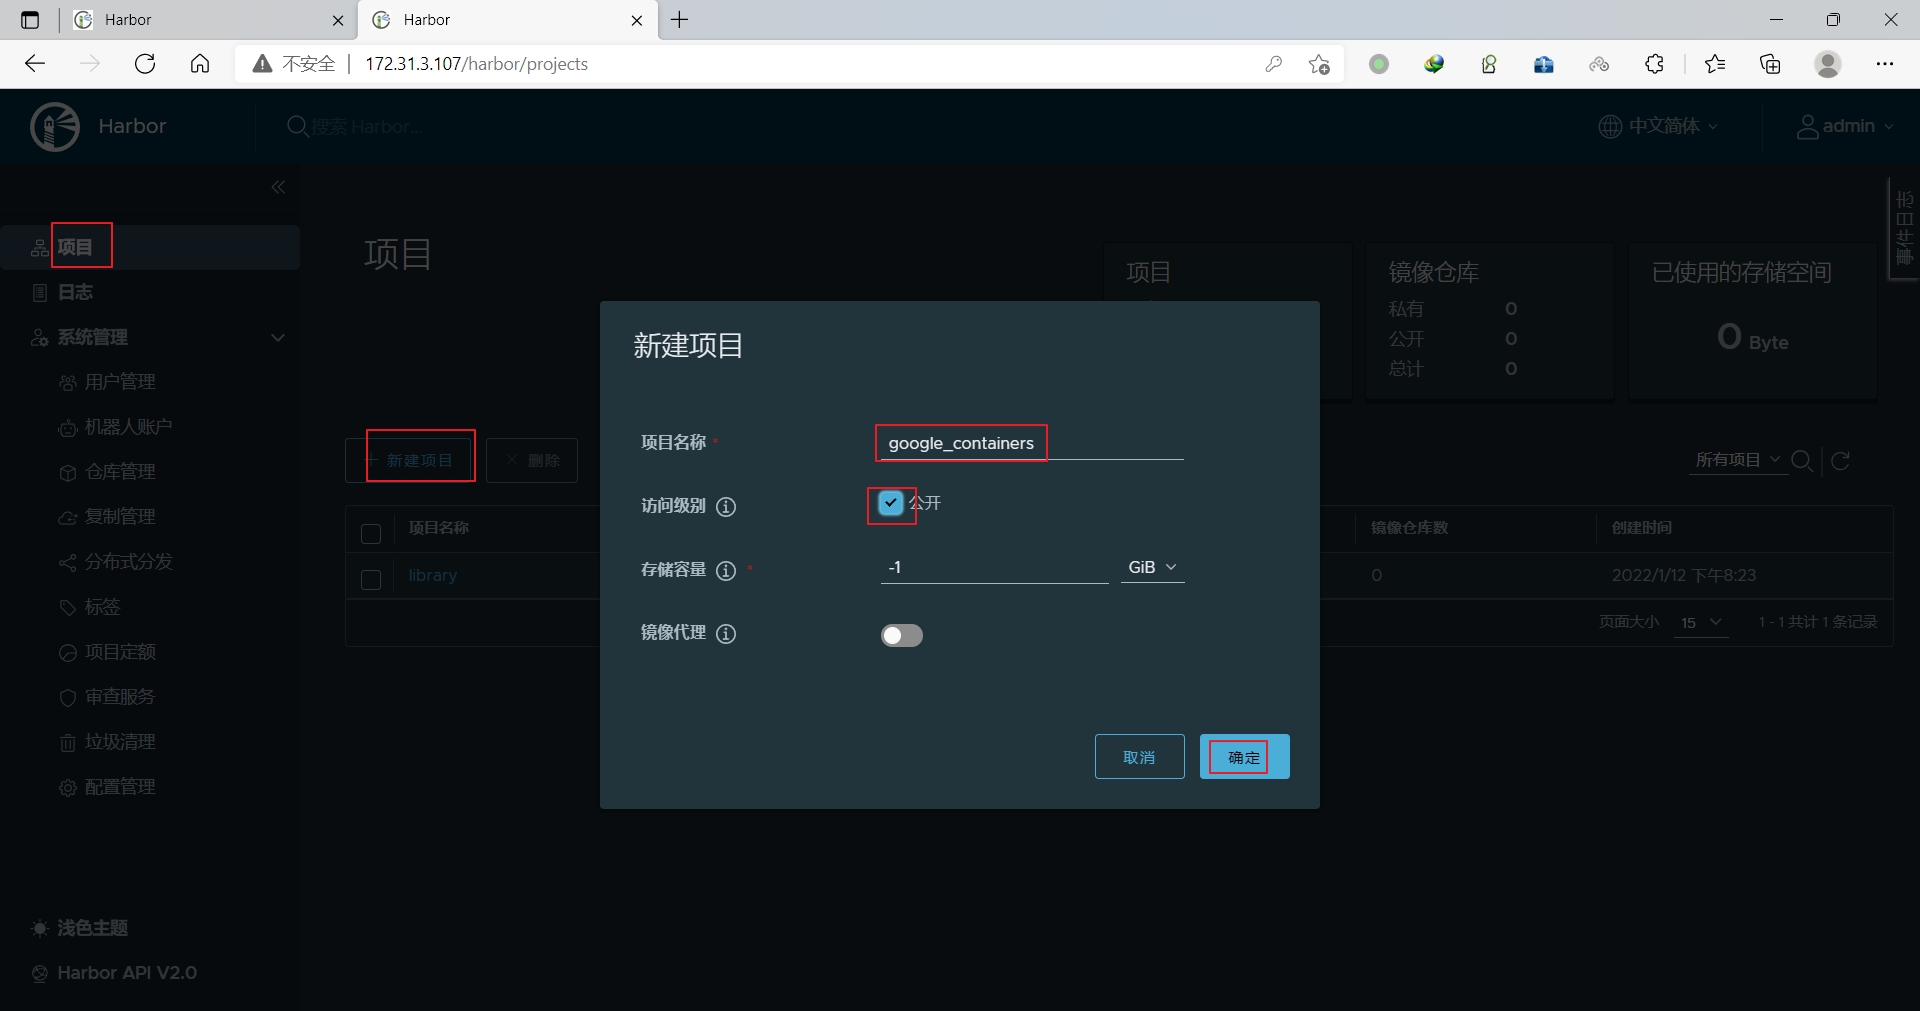 Harbor
Harbor
不安全
172.31.3.107/harbor/projects
Harbor
搜索 Harbor...
中文简体
admin
事件日志
项目
日志
系统管理
用户管理
机器人账户
仓库管理
复制管理
分布式分发
标签
项目定额
审查服务
垃圾清理
配置管理
浅色主题
Harbor API V2.0
项目
项目
镜像仓库
私有 0
公开 0
总计 0
已使用的存储空间
0 Byte
+ 新建项目
× 删除
所有项目
项目名称
镜像仓库数
创建时间
library
0
2022/1/12 下午8:23
页面大小 15
1 - 1 共计 1 条记录
新建项目
项目名称 *
google_containers
访问级别
公开
存储容量 *
-1
GiB
镜像代理
取消
确定